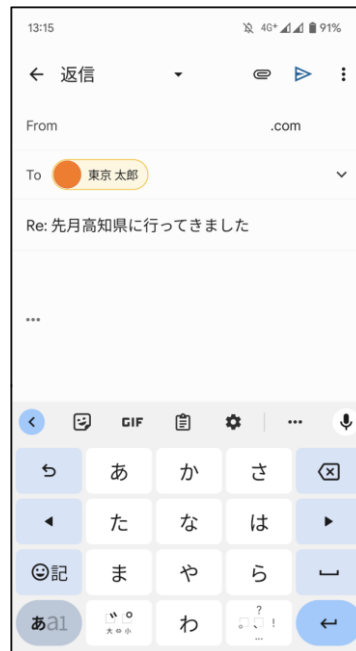 13:15 4G+ 91%
返信
From .com
To 東京 太郎
Re: 先月高知県に行ってきました
GIF
あ か さ
た な は
記 ま や ら
あa1 大⇔小 わ 。、?!…